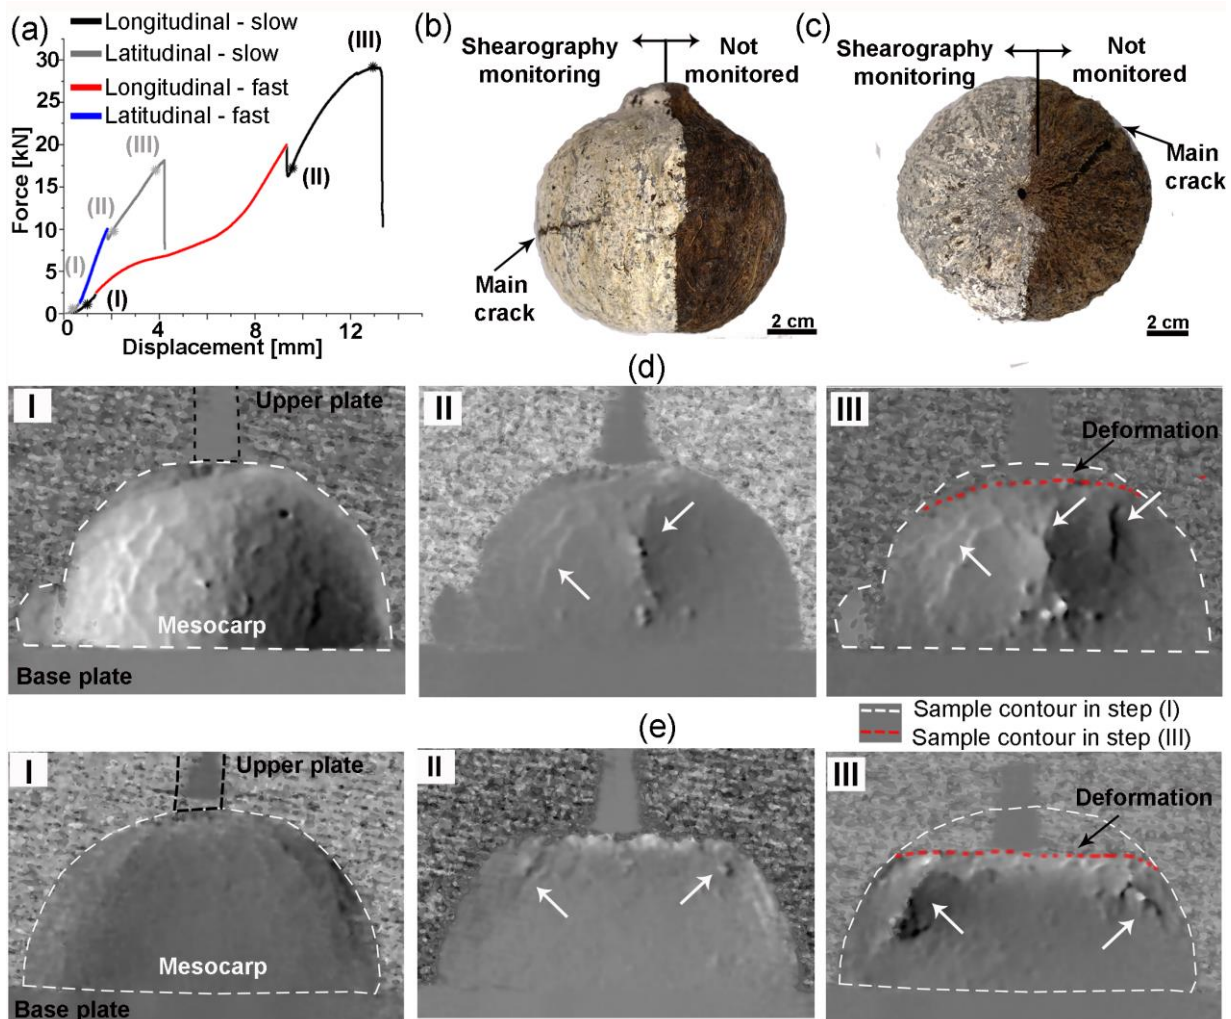 (a)
Longitudinal - slow
Latitudinal - slow
Longitudinal - fast
Latitudinal - fast
Force [kN]
30
25
20
15
10
5
0
0
4
8
12
Displacement [mm]
(I)
(II)
(III)
(I)
(II)
(III)
(b)
Shearography
monitoring
Not
monitored
Main
crack
2 cm
(c)
Shearography
monitoring
Not
monitored
Main
crack
2 cm
(d)
I
Upper plate
Mesocarp
Base plate
II
III
Deformation
Sample contour in step (I)
Sample contour in step (III)
(e)
I
Upper plate
Mesocarp
Base plate
II
III
Deformation